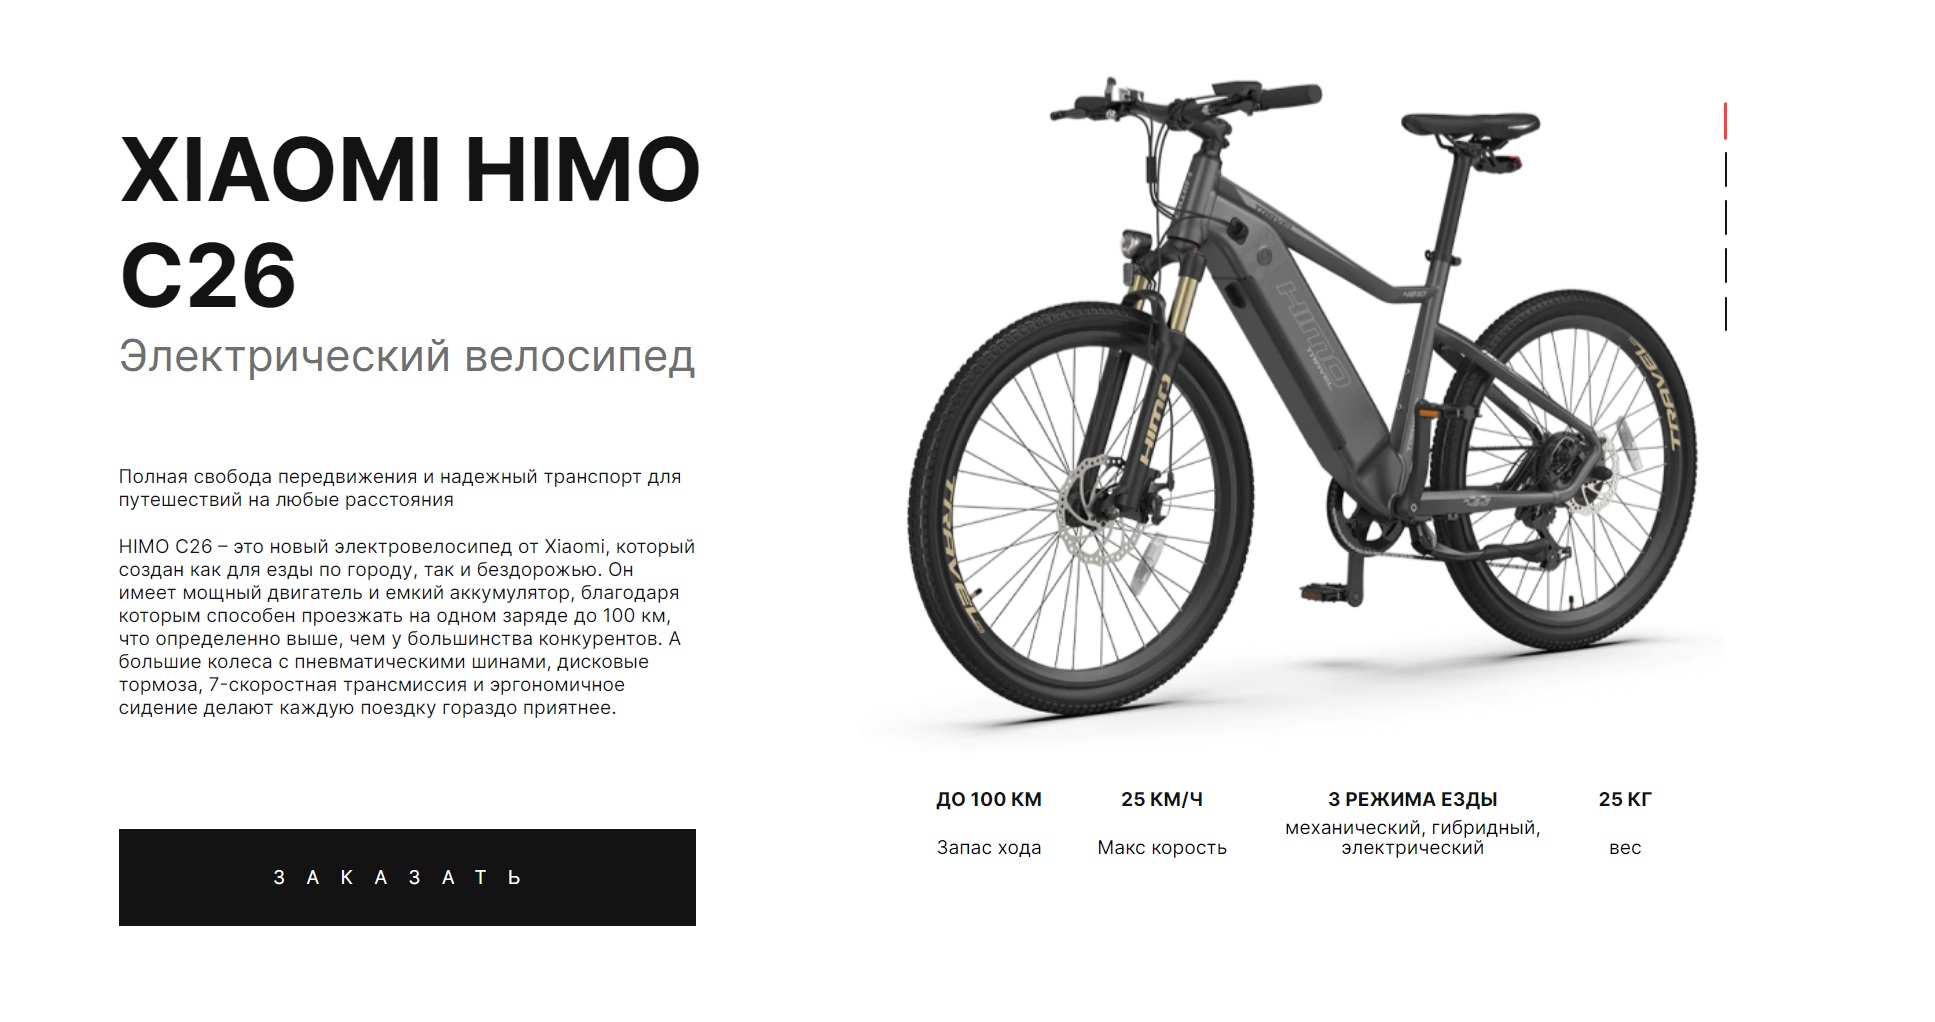 XIAOMI HIMO
C26
Электрический велосипед
Полная свобода передвижения и надежный транспорт для
путешествий на любые расстояния
HIMO C26 – это новый электровелосипед от Xiaomi, который
создан как для езды по городу, так и бездорожью. Он
имеет мощный двигатель и емкий аккумулятор, благодаря
которым способен проезжать на одном заряде до 100 км,
что определенно выше, чем у большинства конкурентов. А
большие колеса с пневматическими шинами, дисковые
тормоза, 7-скоростная трансмиссия и эргономичное
сидение делают каждую поездку гораздо приятнее.
ЗАКАЗАТЬ
HIMO
TRAVEL
HIMO
TRAVEL
TRAVEL
ДО 100 КМ
Запас хода
25 КМ/Ч
Макс корость
3 РЕЖИМА ЕЗДЫ
механический, гибридный,
электрический
25 КГ
вес